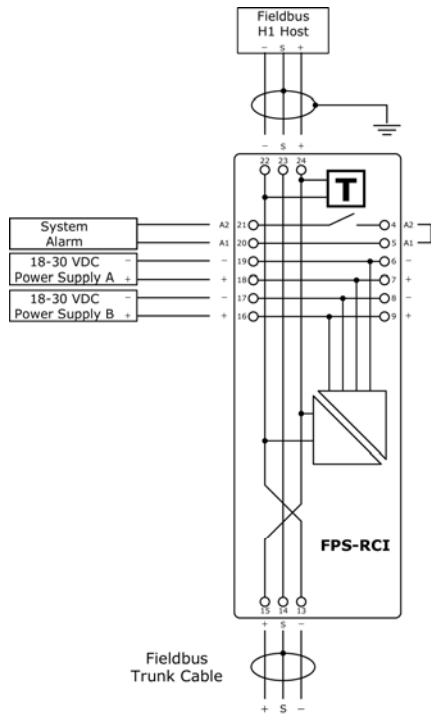 Fieldbus
H1 Host
− S +
− S +
22 23 24
T
System
Alarm
A2 21 4 A2
A1 20 5 A1
18-30 VDC −
Power Supply A +
− 19 6 −
+ 18 7 +
18-30 VDC −
Power Supply B +
− 17 8 −
+ 16 9 +
FPS-RCI
15 14 13
+ S −
Fieldbus
Trunk Cable
+ S −